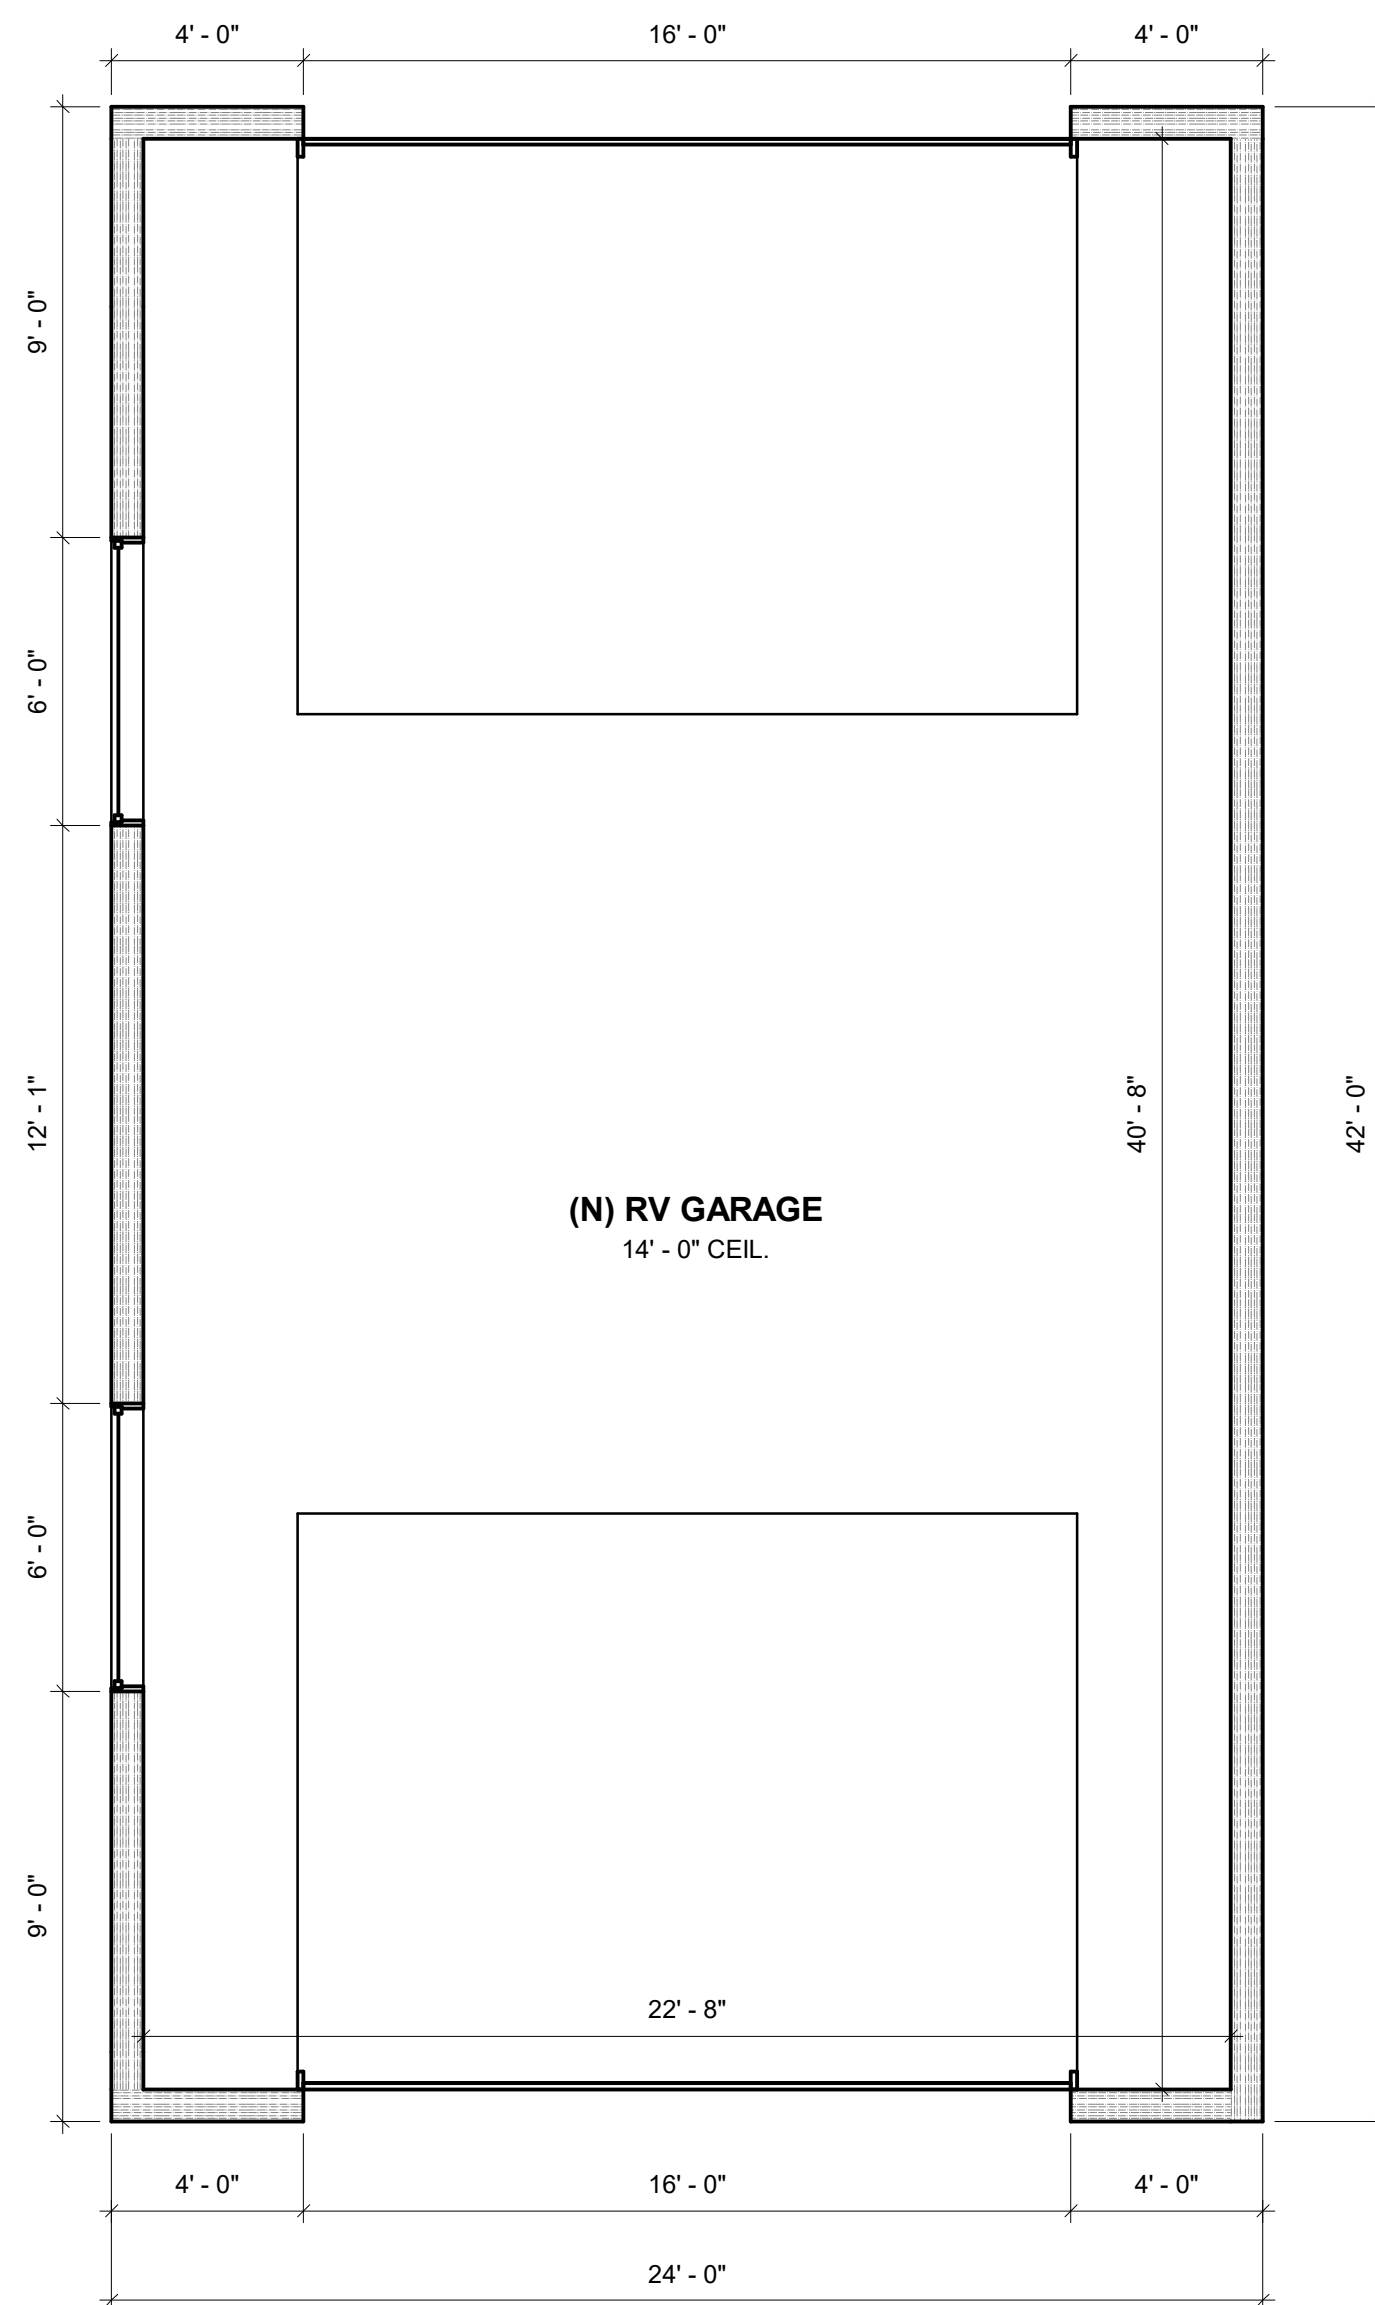 4' - 0"
16' - 0"
4' - 0"
9' - 0"
6' - 0"
12' - 1"
40' - 8"
42' - 0"
(N) RV GARAGE
14' - 0" CEIL.
6' - 0"
9' - 0"
22' - 8"
4' - 0"
16' - 0"
4' - 0"
24' - 0"